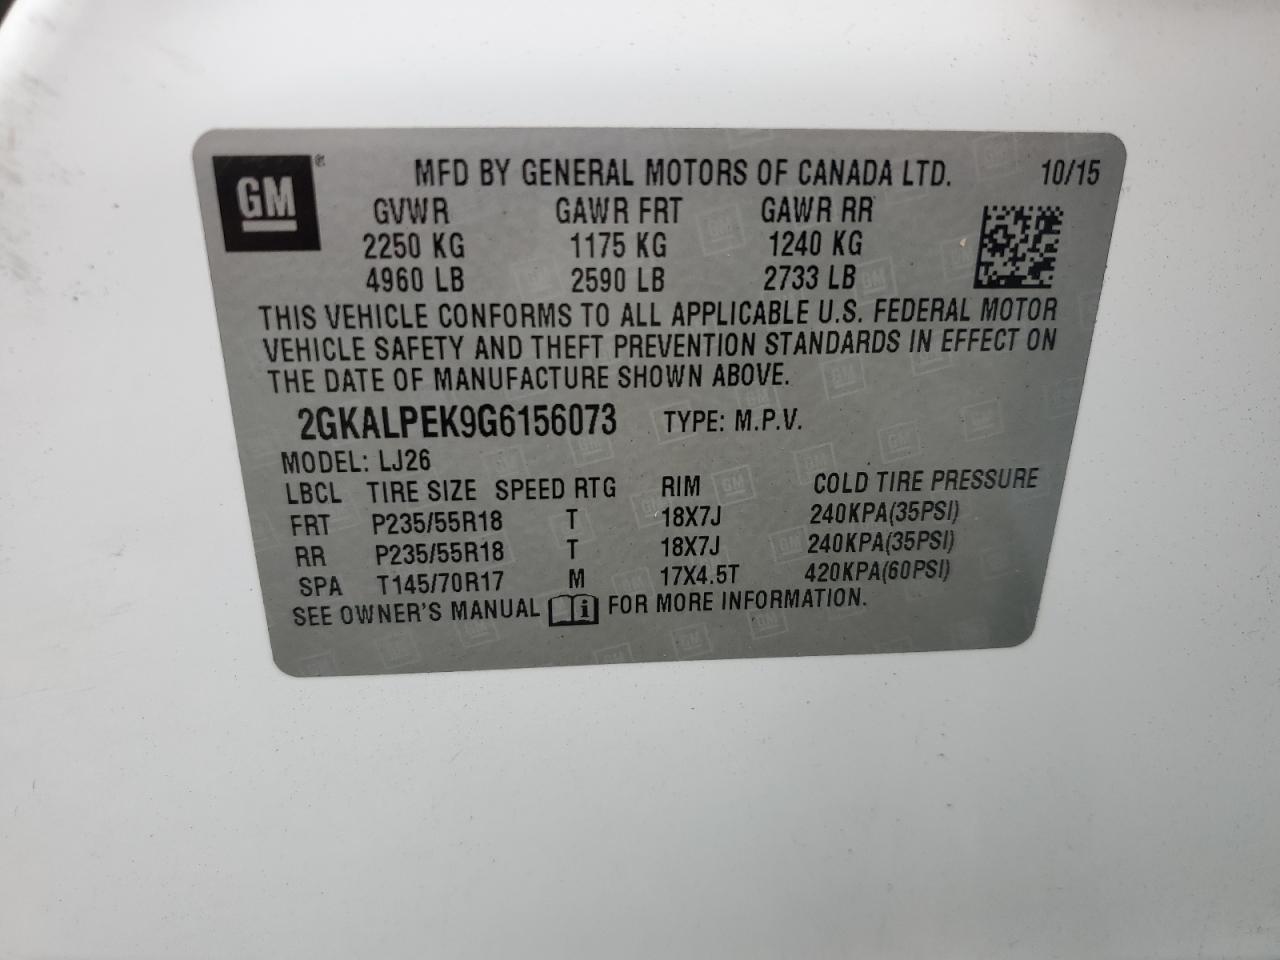 GM ® MFD BY GENERAL MOTORS OF CANADA LTD. 10/15
GVWR GAWR FRT GAWR RR
2250 KG 1175 KG 1240 KG
4960 LB 2590 LB 2733 LB
THIS VEHICLE CONFORMS TO ALL APPLICABLE U.S. FEDERAL MOTOR
VEHICLE SAFETY AND THEFT PREVENTION STANDARDS IN EFFECT ON
THE DATE OF MANUFACTURE SHOWN ABOVE.
2GKALPEK9G6156073 TYPE: M.P.V.
MODEL: LJ26
LBCL TIRE SIZE SPEED RTG RIM COLD TIRE PRESSURE
FRT P235/55R18 T 18X7J 240KPA(35PSI)
RR P235/55R18 T 18X7J 240KPA(35PSI)
SPA T145/70R17 M 17X4.5T 420KPA(60PSI)
SEE OWNER'S MANUAL i FOR MORE INFORMATION.